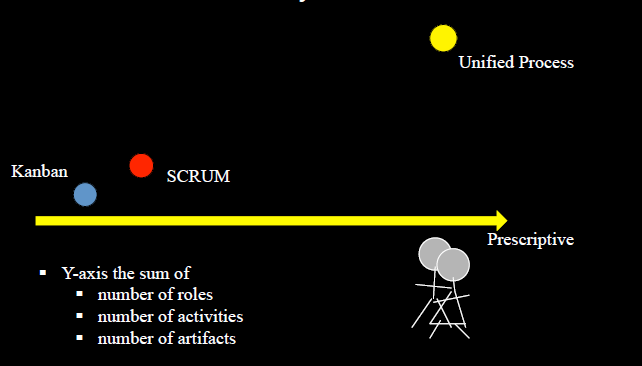 Unified Process
Kanban
SCRUM
Prescriptive
▪ Y-axis the sum of
▪ number of roles
▪ number of activities
▪ number of artifacts